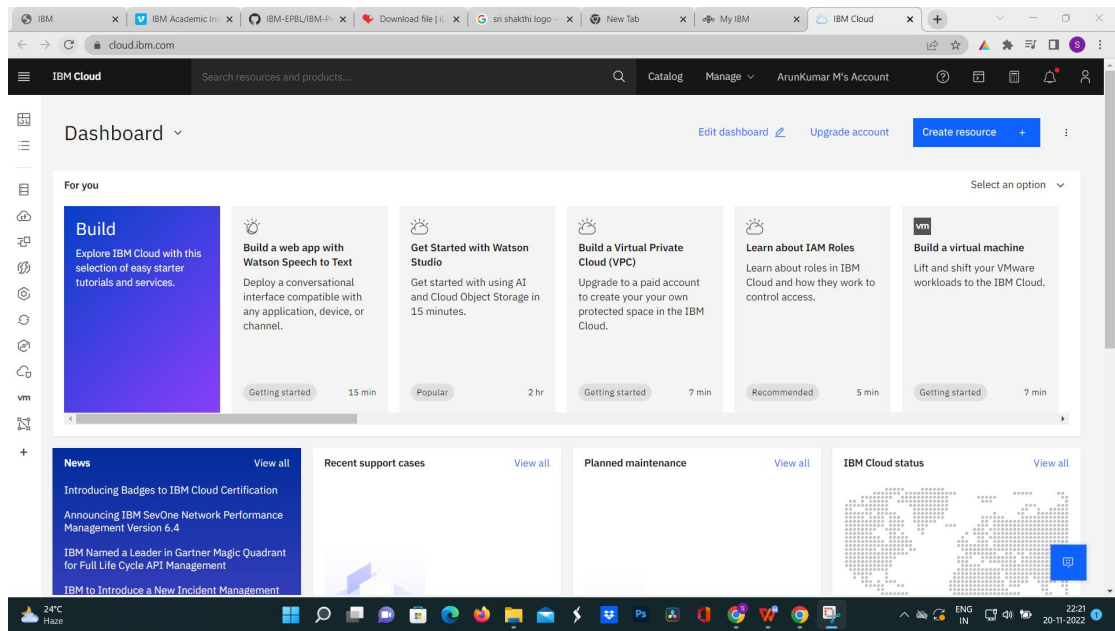 IBM
IBM Academic Ini
IBM-EPBL/IBM-P
Download file | iL
sri shakthi logo -
New Tab
My IBM
IBM Cloud
cloud.ibm.com
S
IBM Cloud
Search resources and products...
Catalog
Manage
ArunKumar M's Account
Dashboard
Edit dashboard
Upgrade account
Create resource +
For you
Select an option
Build
Explore IBM Cloud with this
selection of easy starter
tutorials and services.
Build a web app with
Watson Speech to Text
Deploy a conversational
interface compatible with
any application, device, or
channel.
Getting started
15 min
Get Started with Watson
Studio
Get started with using AI
and Cloud Object Storage in
15 minutes.
Popular
2 hr
Build a Virtual Private
Cloud (VPC)
Upgrade to a paid account
to create your your own
protected space in the IBM
Cloud.
Getting started
7 min
Learn about IAM Roles
Learn about roles in IBM
Cloud and how they work to
control access.
Recommended
5 min
vm
Build a virtual machine
Lift and shift your VMware
workloads to the IBM Cloud.
Getting started
7 min
vm
News
View all
Introducing Badges to IBM Cloud Certification
Announcing IBM SevOne Network Performance
Management Version 6.4
IBM Named a Leader in Gartner Magic Quadrant
for Full Life Cycle API Management
IBM to Introduce a New Incident Management
Recent support cases
View all
Planned maintenance
View all
IBM Cloud status
View all
24°C
Haze
Ps
ENG
IN
22:21
20-11-2022
1